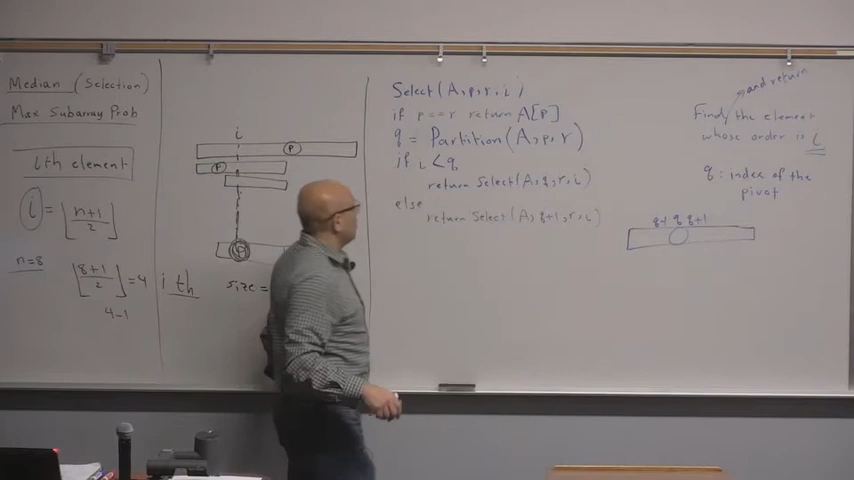 Median (Selection)
Max Subarray Prob
ith element
i = ⌊n+1/2⌋
n=8
⌊8+1/2⌋ = 4
4-1
i th
i
P
P
P
size =
Select(A,p,r,i)
if p==r return A[p]
q = Partition(A,p,r)
if i<q
return Select(A,q,r,i)
else
return Select(A,q+1,r,i)
and return
Find the element
whose order is i
q: index of the
pivot
q-1 q q+1